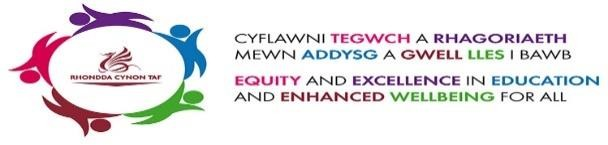 RHONDDA CYNON TAF
CYFLAWNI TEGWCH A RHAGORIAETH
MEWN ADDYSG A GWELL LLES I BAWB
EQUITY AND EXCELLENCE IN EDUCATION
AND ENHANCED WELLBEING FOR ALL